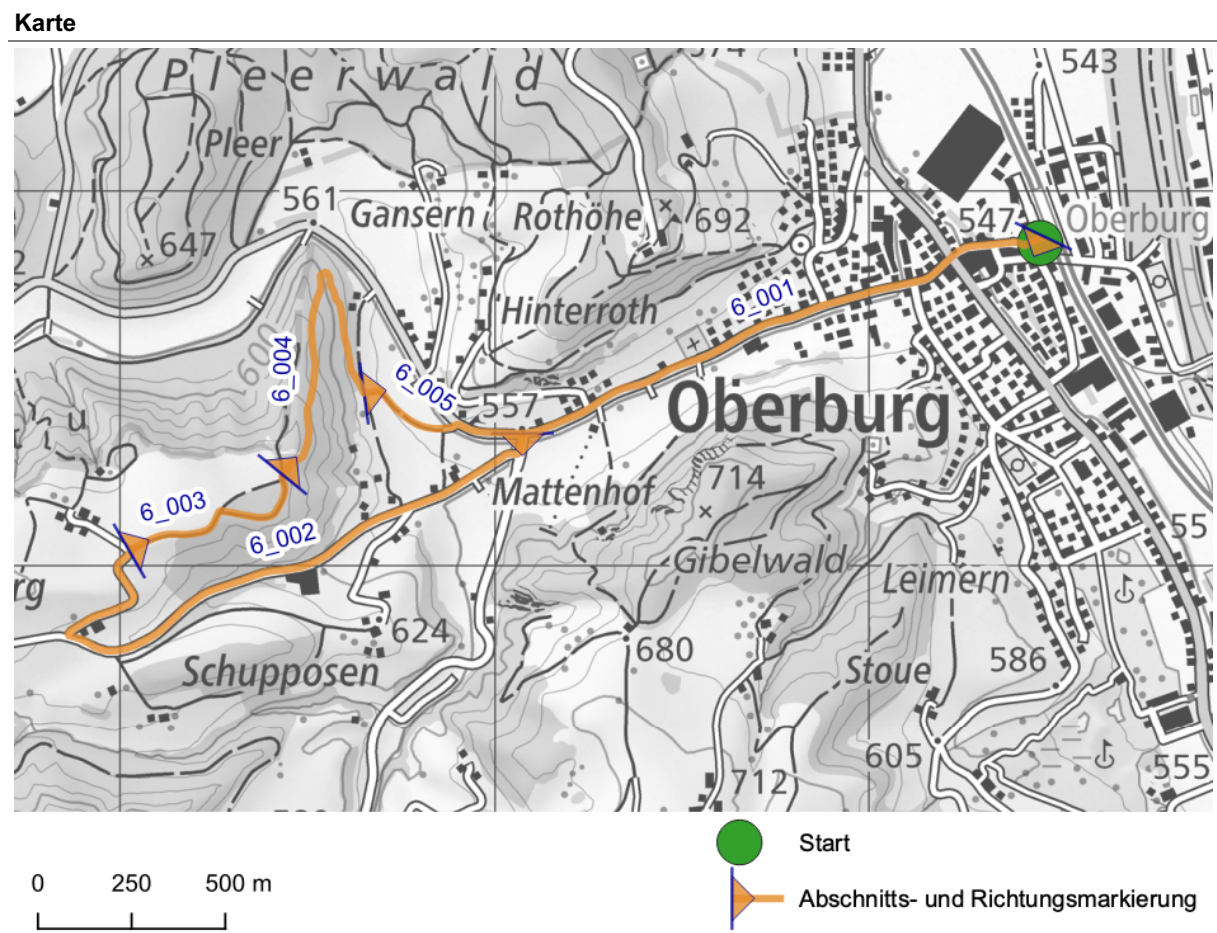 Karte
574
543
Pleerwald
Pleer
561
Gansern
Rothöhe
692
547
Oberburg
647
2
Hinterroth
6_001
600
6_004
6_005
557
Oberburg
u
714
Mattenhof
6_003
6_002
55
Gibelwald
Leimern
rg
624
680
586
Schupposen
Stoue
605
712
555
0 250 500 m
Start
Abschnitts- und Richtungsmarkierung